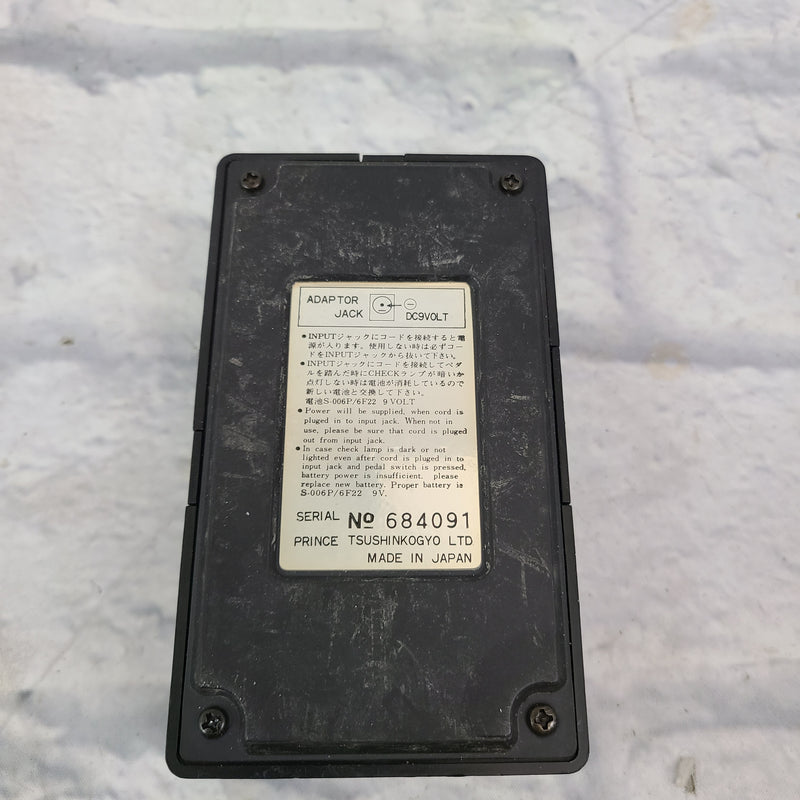 ADAPTOR JACK ⊖ DC9VOLT
●INPUTジャックにコードを接続すると電
源が入ります。使用しない時は必ずコー
ドをINPUTジャックから抜いて下さい。
●INPUTジャックにコードを接続してペダ
ルを踏んだ時にCHECKランプが暗いか
点灯しない時は電池が消耗しているので
新しい電池と交換して下さい。
電池S-006P/6F22 9VOLT
●Power will be supplied, when cord is
pluged in to input jack. When not in
use, please be sure that cord is pluged
out from input jack.
●In case check lamp is dark or not
lighted even after cord is pluged in to
input jack and pedal switch is pressed,
battery power is insufficient, please
replace new battery. Proper battery is
S-006P/6F22 9V.
SERIAL No 684091
PRINCE TSUSHINKOGYO LTD
MADE IN JAPAN